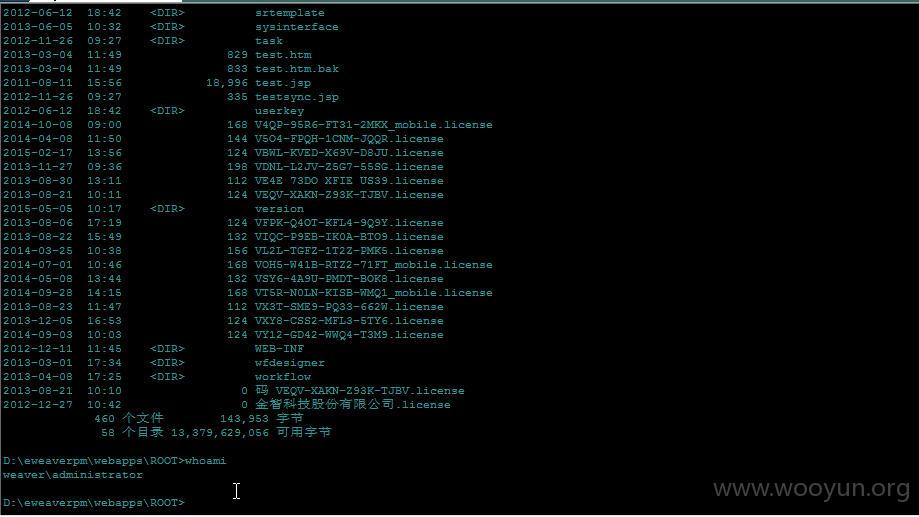 2012-06-12  18:42    <DIR>          srtemplate
2013-06-05  10:32    <DIR>          sysinterface
2012-11-26  09:27    <DIR>          task
2013-03-04  11:49               829 test.htm
2013-03-04  11:49               833 test.htm.bak
2011-08-11  15:56            18,996 test.jsp
2012-11-26  09:27               335 testsync.jsp
2012-06-12  18:42    <DIR>          userkey
2014-10-08  09:00               168 V4QP-95R6-FT31-2MKX_mobile.license
2014-04-08  11:50               144 V5O4-FPQH-1CNM-JQQR.license
2015-02-17  13:56               124 VBWL-KVED-X69V-D8JU.license
2013-11-27  09:36               198 VDNL-L2JV-Z5G7-55SG.license
2013-08-30  13:11               112 VE4E 73DO XFIE US39.license
2013-08-21  10:11               124 VEQV-XAKN-Z93K-TJBV.license
2015-05-05  10:17    <DIR>          version
2013-08-06  17:19               124 VFPK-Q4OT-KFL4-9Q9Y.license
2013-08-22  15:49               132 VIQC-P9EB-IK0A-BTO9.license
2014-03-25  10:38               156 VL2L-TGFZ-1T2Z-PMK5.license
2014-07-01  10:46               168 VOH5-W41B-RTZ2-71FT_mobile.license
2014-05-08  13:44               132 VSY6-4A9U-PMDT-BOK8.license
2014-09-28  14:15               168 VT5R-N0LN-KISB-WMQ1_mobile.license
2013-08-23  11:47               112 VX3T-SME9-PQ33-662W.license
2013-12-05  16:53               124 VXY8-CSS2-MFL3-5TY6.license
2014-09-03  10:03               124 VY12-GD42-WWQ4-T3M9.license
2012-12-11  11:45    <DIR>          WEB-INF
2013-03-01  17:34    <DIR>          wfdesigner
2013-04-08  17:25    <DIR>          workflow
2013-08-21  10:10                 0 码 VEQV-XAKN-Z93K-TJBV.license
2012-12-27  10:42                 0 金智科技股份有限公司.license
460 个文件        143,953 字节
58 个目录 13,379,629,056 可用字节
D:\eweaverpm\webapps\ROOT>whoami
weaver\administrator
D:\eweaverpm\webapps\ROOT>
www.wooyun.org